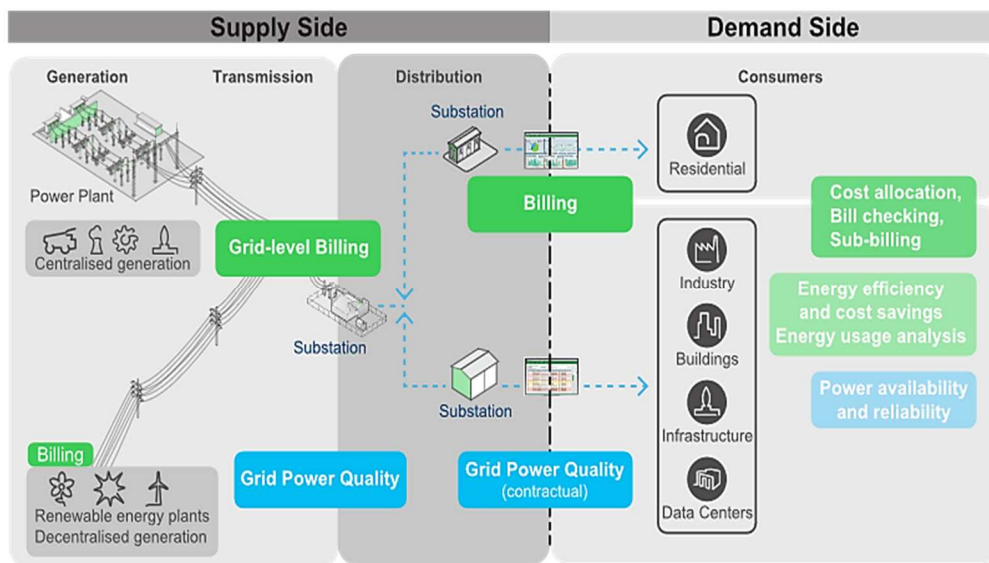 Supply Side
Demand Side
Generation
Transmission
Distribution
Consumers
Power Plant
Centralised generation
Grid-level Billing
Substation
Substation
Billing
Residential
Cost allocation,
Bill checking,
Sub-billing
Industry
Energy efficiency
and cost savings
Energy usage analysis
Buildings
Substation
Power availability
and reliability
Infrastructure
Billing
Renewable energy plants
Decentralised generation
Grid Power Quality
Grid Power Quality
(contractual)
Data Centers